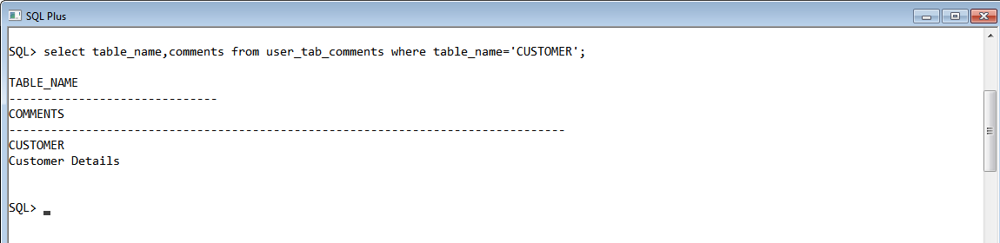 SQL Plus
SQL> select table_name,comments from user_tab_comments where table_name='CUSTOMER';
TABLE_NAME
------------------------------
COMMENTS
--------------------------------------------------------------------------------
CUSTOMER
Customer Details
SQL>